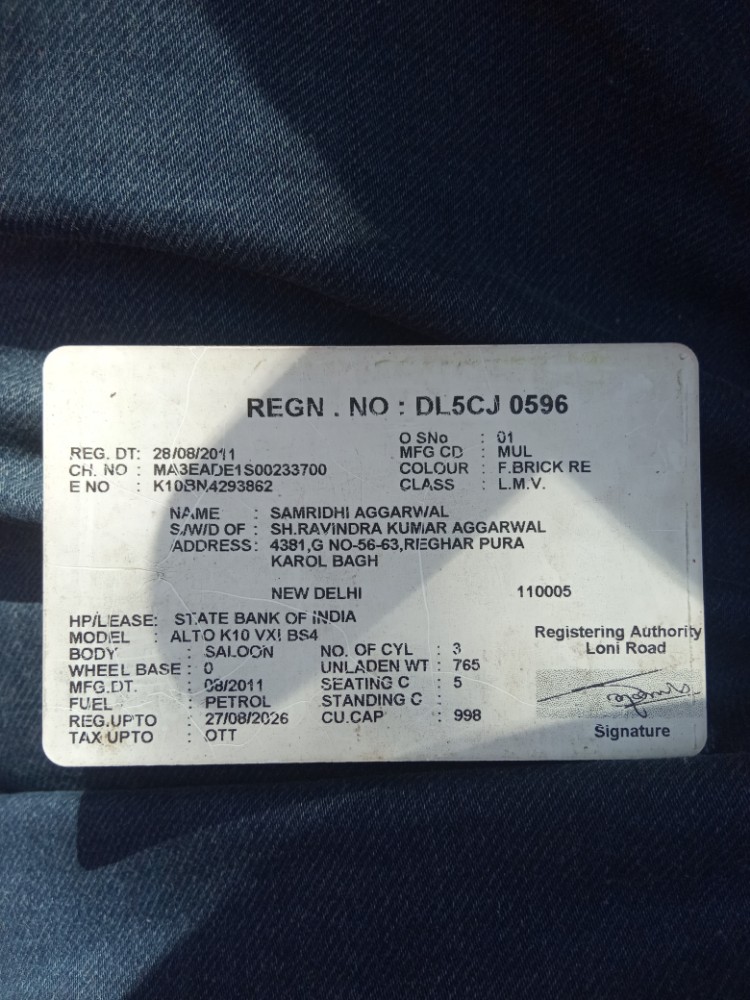 REGN . NO : DL5CJ 0596
O SNo : 01
REG. DT: 28/08/2011 MFG CD : MUL
CH. NO : MA3EADE1S00233700 COLOUR : F.BRICK RE
E NO : K10BN4293862 CLASS : L.M.V.
NAME : SAMRIDHI AGGARWAL
S/W/D OF : SH.RAVINDRA KUMAR AGGARWAL
ADDRESS: 4381,G NO-56-63,RIEGHAR PURA
KAROL BAGH
NEW DELHI 110005
HP/LEASE: STATE BANK OF INDIA
MODEL : ALTO K10 VXI BS4
BODY : SALOON NO. OF CYL : 3
WHEEL BASE : 0 UNLADEN WT : 765
MFG.DT. : 08/2011 SEATING C : 5
FUEL : PETROL STANDING C :
REG.UPTO : 27/08/2026 CU.CAP : 998
TAX UPTO : OTT
Registering Authority
Loni Road
Signature